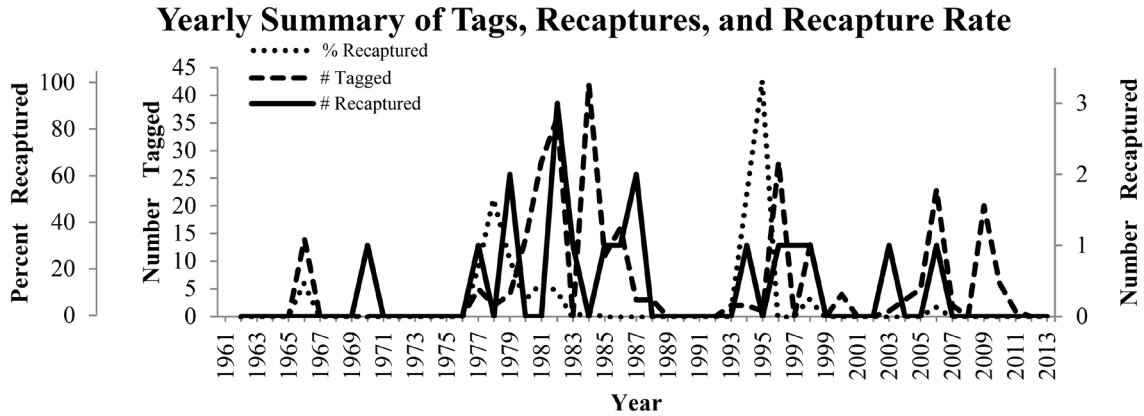 Yearly Summary of Tags, Recaptures, and Recapture Rate
% Recaptured
# Tagged
# Recaptured
Percent Recaptured
100
80
60
40
20
0
Number Tagged
45
40
35
30
25
20
15
10
5
0
3
2
1
0
Number Recaptured
1961 1963 1965 1967 1969 1971 1973 1975 1977 1979 1981 1983 1985 1987 1989 1991 1993 1995 1997 1999 2001 2003 2005 2007 2009 2011 2013
Year